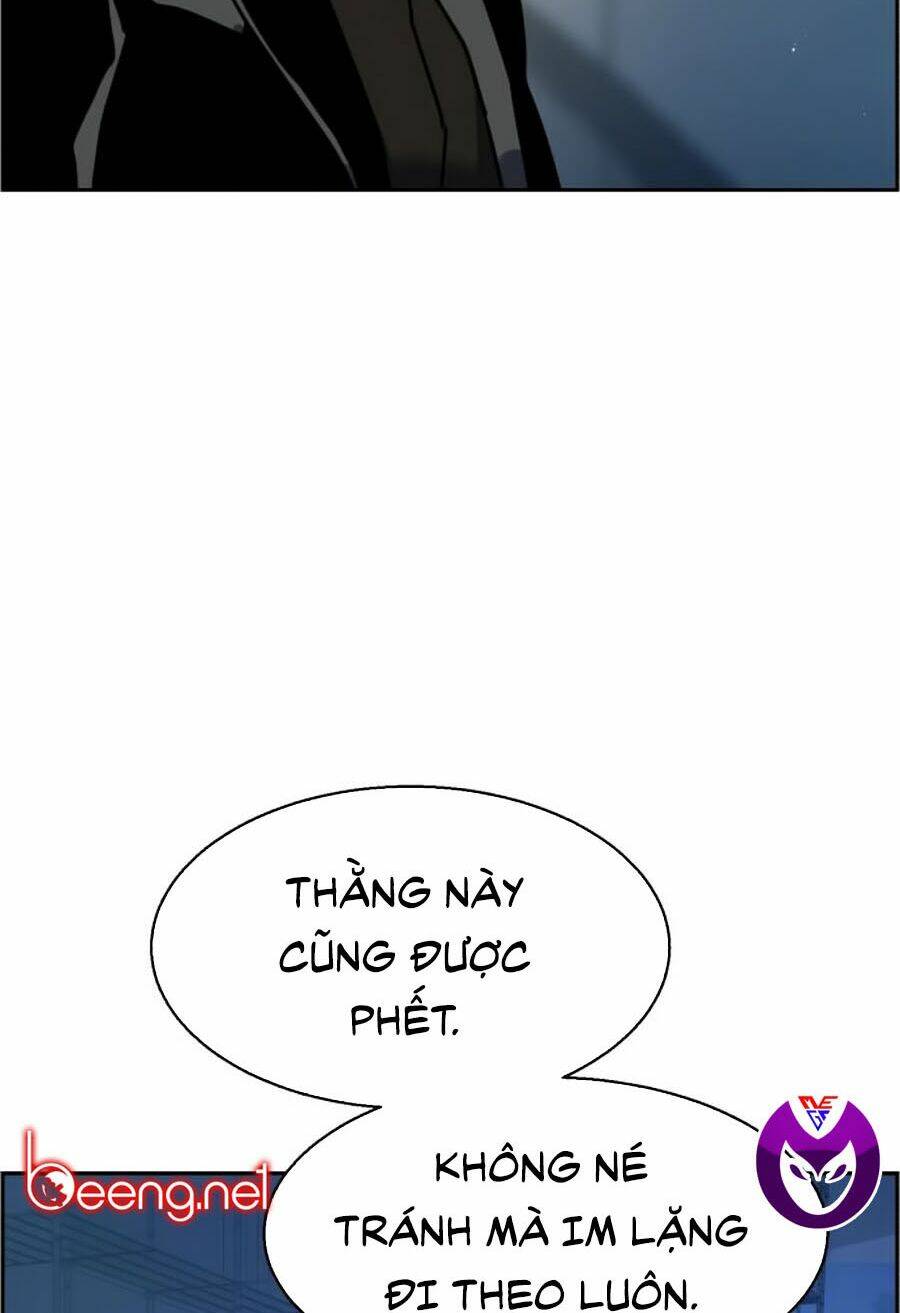 THẰNG NÀY
CŨNG ĐƯỢC
PHẾT.
KHÔNG NÉ
TRÁNH MÀ IM LẶNG
ĐI THEO LUÔN.
beeng.net